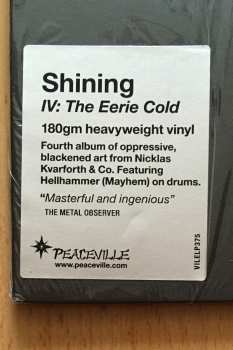 Shining
IV: The Eerie Cold
180gm heavyweight vinyl
Fourth album of oppressive,
blackened art from Nicklas
Kvarforth & Co. Featuring
Hellhammer (Mayhem) on drums.
"Masterful and ingenious"
THE METAL OBSERVER
PEACEVILLE
www.peaceville.com
VILELP375